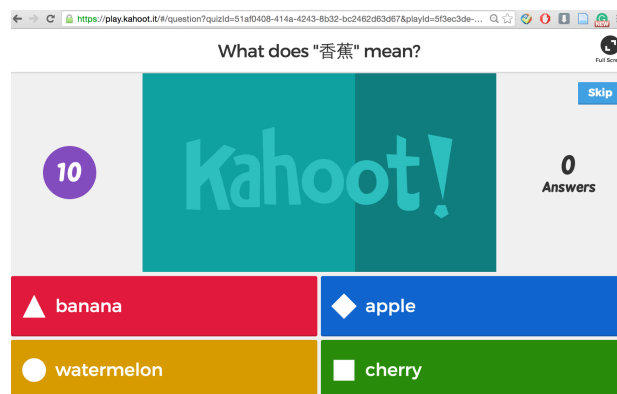 https://play.kahoot.it/#/question?quizId=51af0408-414a-4243-8b32-bc2462d63d67&playId=5f3ec3de-...
NEW
What does "香蕉" mean?
Full Scre
Skip
10
Kahoot!
0
Answers
banana
apple
watermelon
cherry